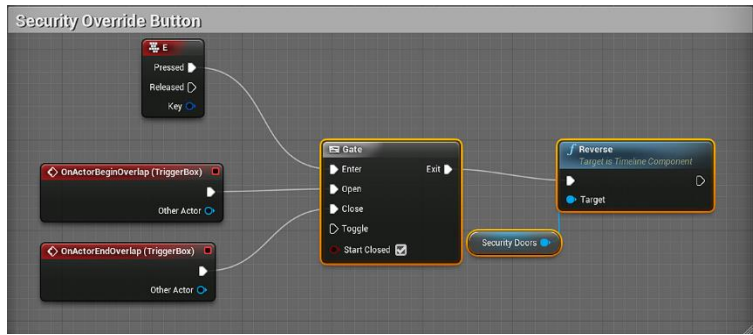 Security Override Button
E
Pressed
Released
Key
OnActorBeginOverlap (TriggerBox)
Other Actor
OnActorEndOverlap (TriggerBox)
Other Actor
Gate
Enter
Exit
Open
Close
Toggle
Start Closed
Security Doors
f Reverse
Target is Timeline Component
Target